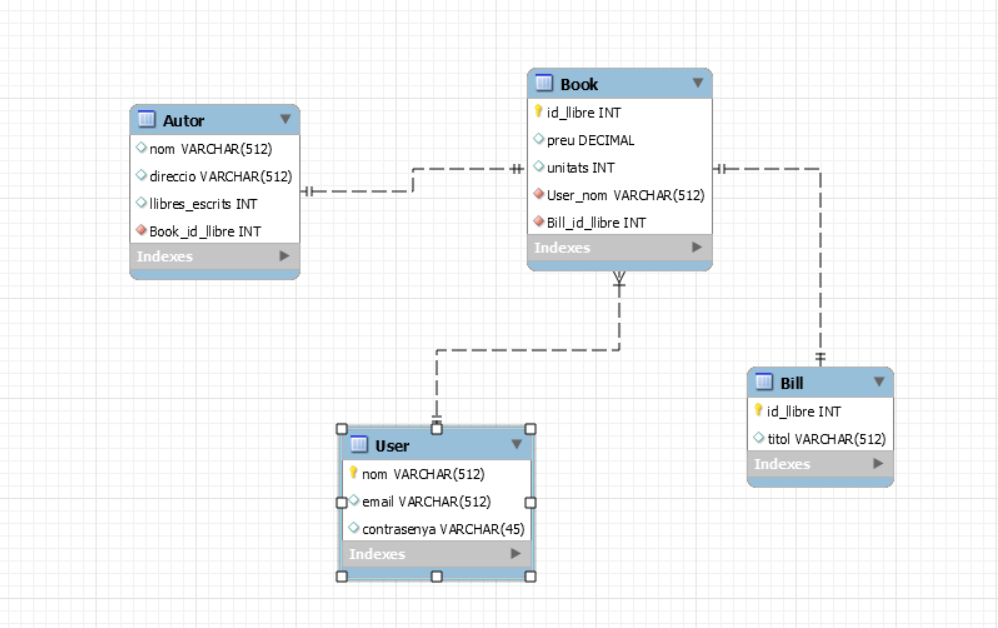 Autor
nom VARCHAR(512)
direccio VARCHAR(512)
llibres_escrits INT
Book_id_llibre INT
Indexes
Book
id_llibre INT
preu DECIMAL
unitats INT
User_nom VARCHAR(512)
Bill_id_llibre INT
Indexes
User
nom VARCHAR(512)
email VARCHAR(512)
contrasenya VARCHAR(45)
Indexes
Bill
id_llibre INT
titol VARCHAR(512)
Indexes